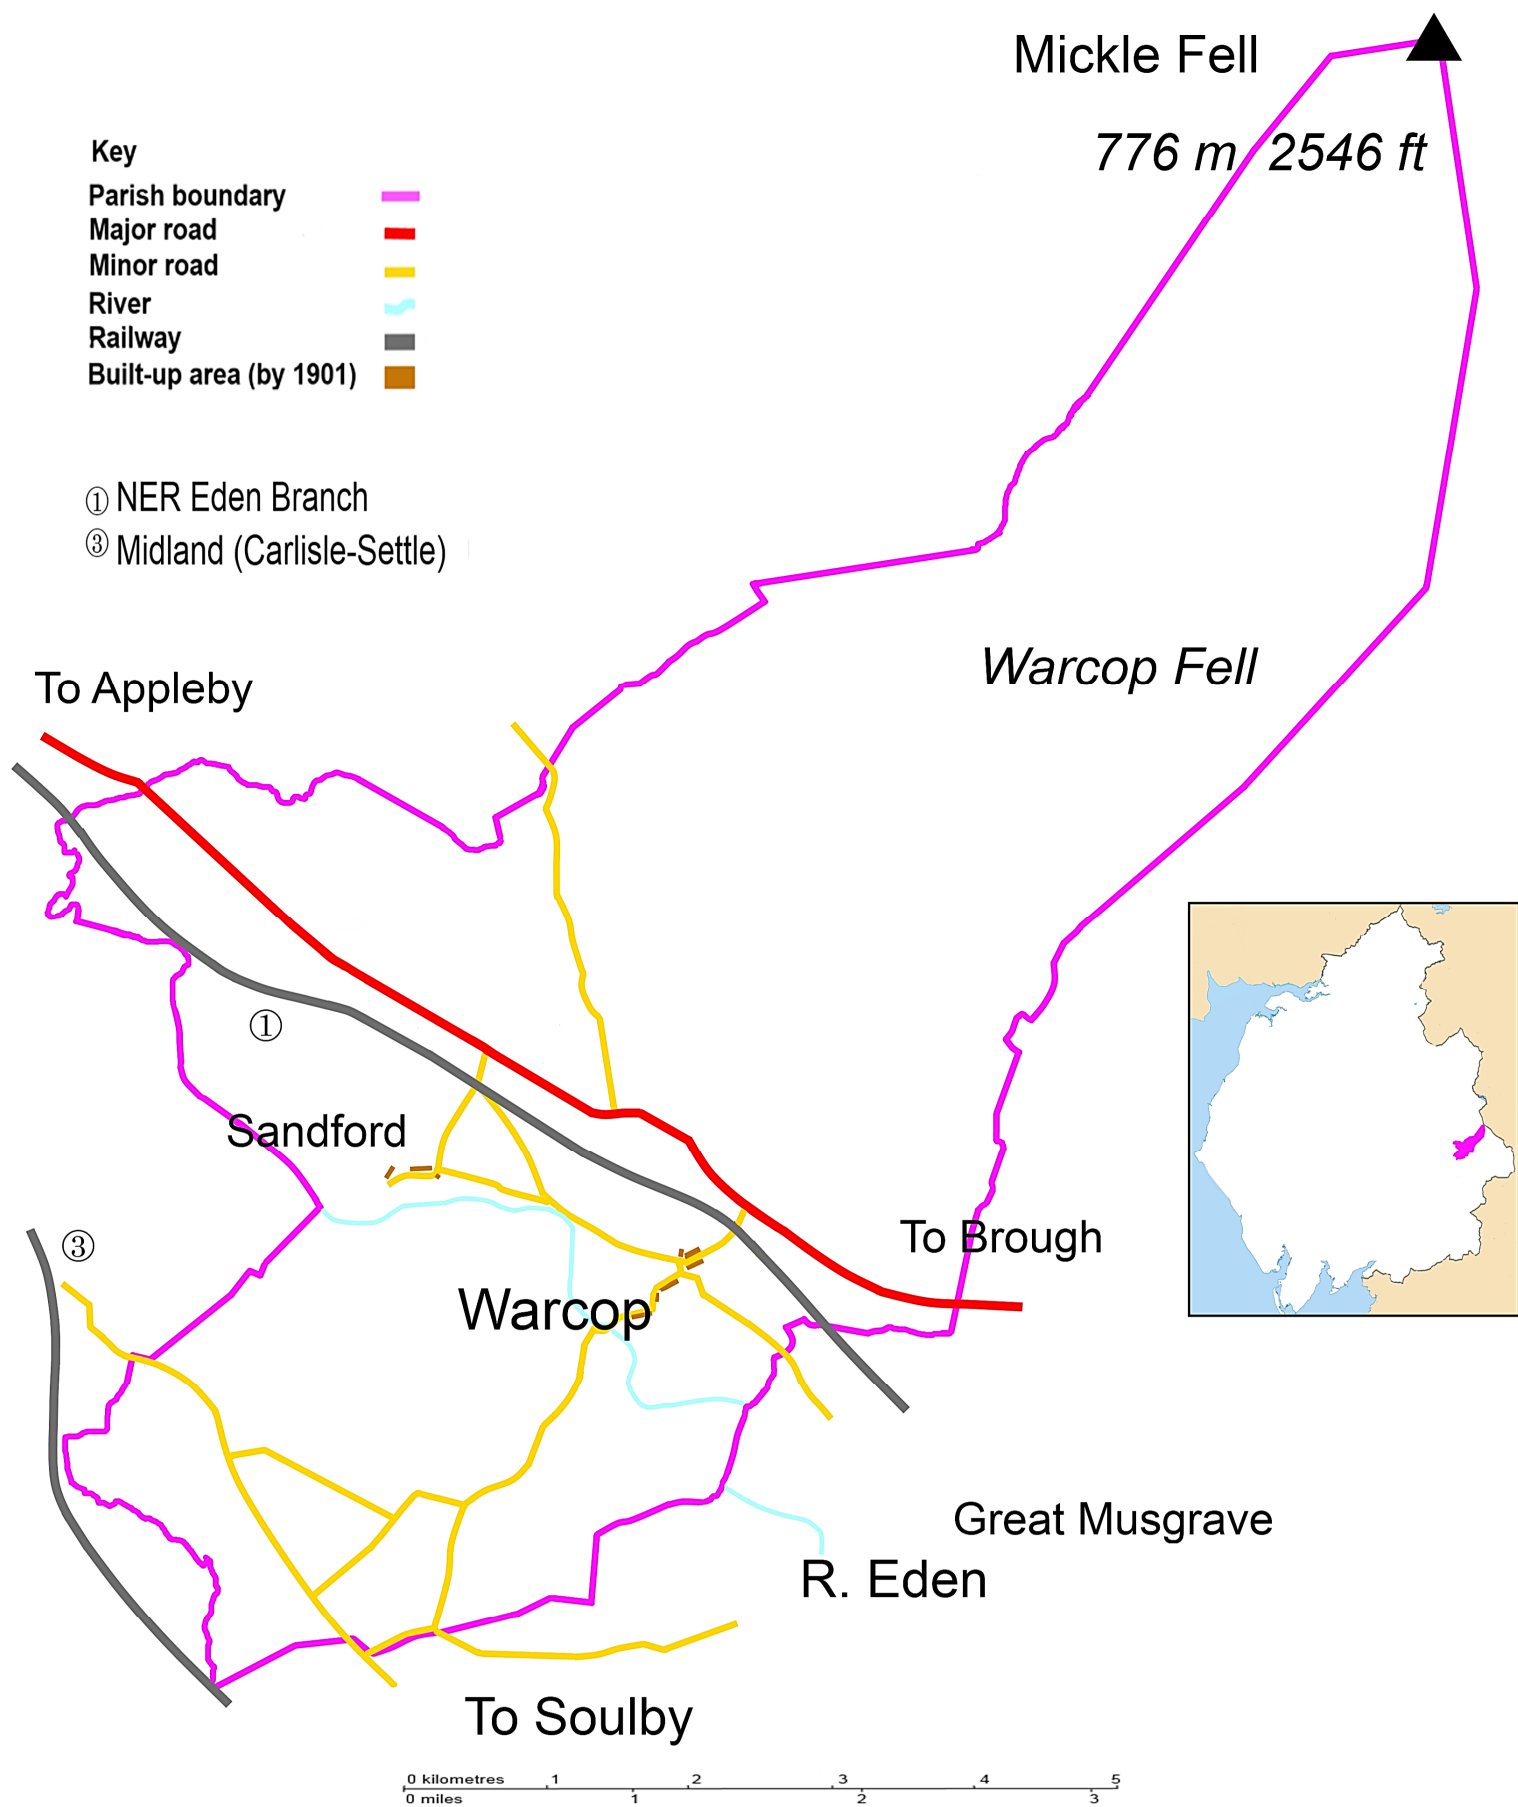 Mickle Fell
776 m 2546 ft
Key
Parish boundary
Major road
Minor road
River
Railway
Built-up area (by 1901)
① NER Eden Branch
③ Midland (Carlisle-Settle)
Warcop Fell
To Appleby
①
Sandford
To Brough
③
Warcop
Great Musgrave
R. Eden
To Soulby
0 kilometres 1 2 3 4 5
0 miles 1 2 3